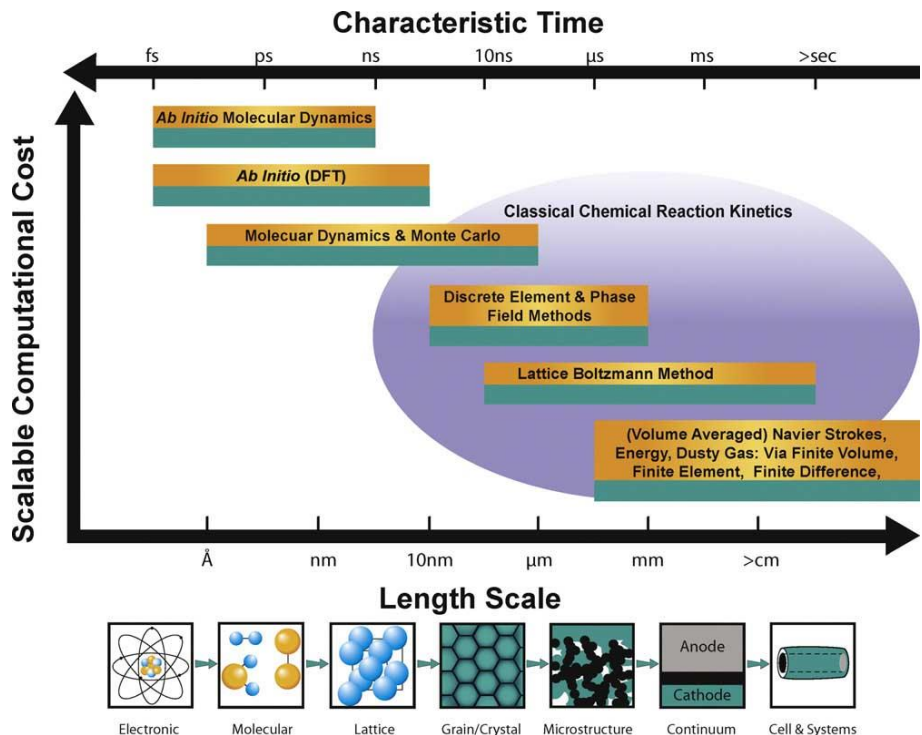 Characteristic Time
fs ps ns 10ns µs ms >sec
Scalable Computational Cost
Ab Initio Molecular Dynamics
Ab Initio (DFT)
Classical Chemical Reaction Kinetics
Molecuar Dynamics & Monte Carlo
Discrete Element & Phase
Field Methods
Lattice Boltzmann Method
(Volume Averaged) Navier Strokes,
Energy, Dusty Gas: Via Finite Volume,
Finite Element, Finite Difference,
Å nm 10nm µm mm >cm
Length Scale
Anode
Cathode
Electronic Molecular Lattice Grain/Crystal Microstructure Continuum Cell & Systems